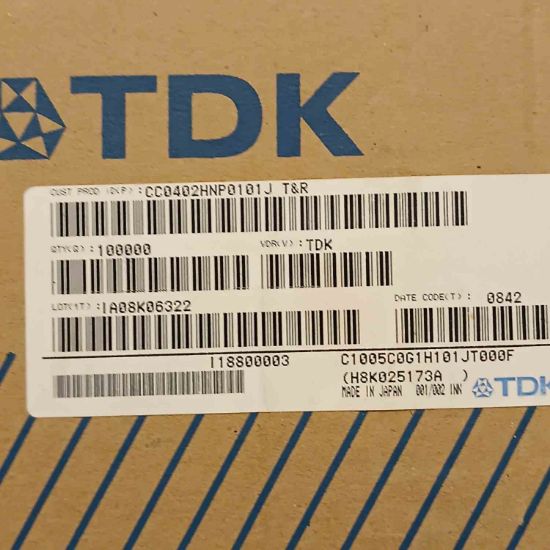 TDK
CUST PROD (D(P) : CC0402HNP0101J T&R
QTY(Q) : 100000
VDR(V) : TDK
LOT(1T) : IA08K06322
DATE CODE(T) : 0842
I18800003
C1005C0G1H101JT000F
(H8K025173A )
MADE IN JAPAN 001/002 INK
TDK